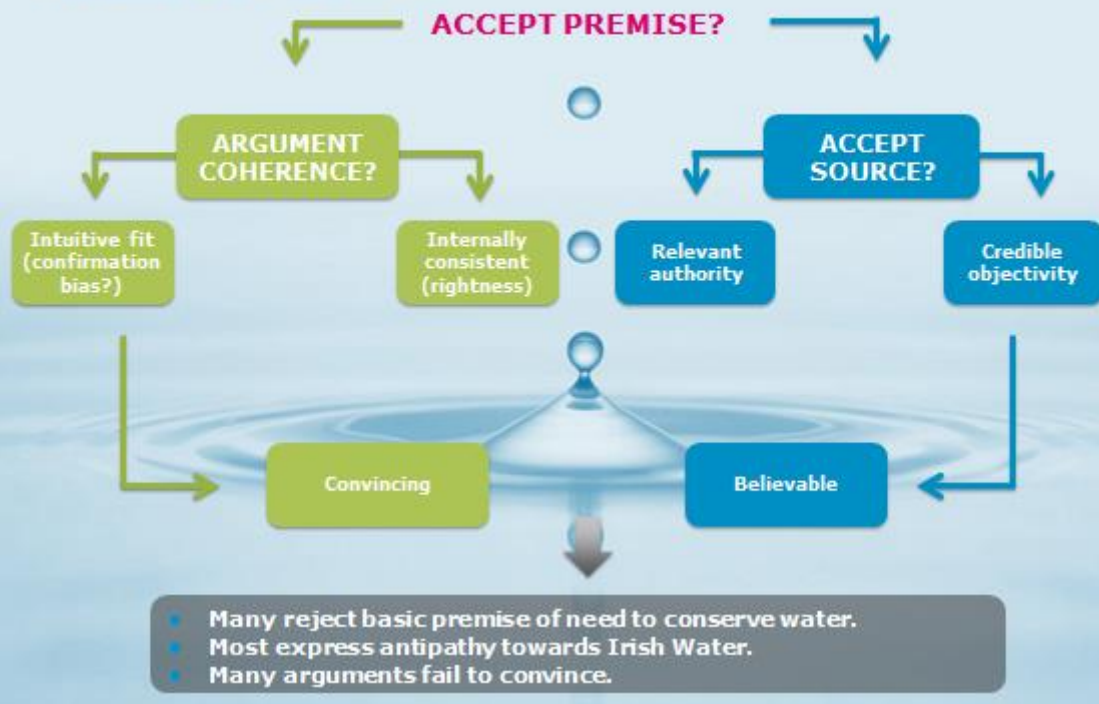 ACCEPT PREMISE?
ARGUMENT
COHERENCE?
ACCEPT
SOURCE?
Intuitive fit
(confirmation
bias?)
Internally
consistent
(rightness)
Relevant
authority
Credible
objectivity
Convincing
Believable
• Many reject basic premise of need to conserve water.
• Most express antipathy towards Irish Water.
• Many arguments fail to convince.